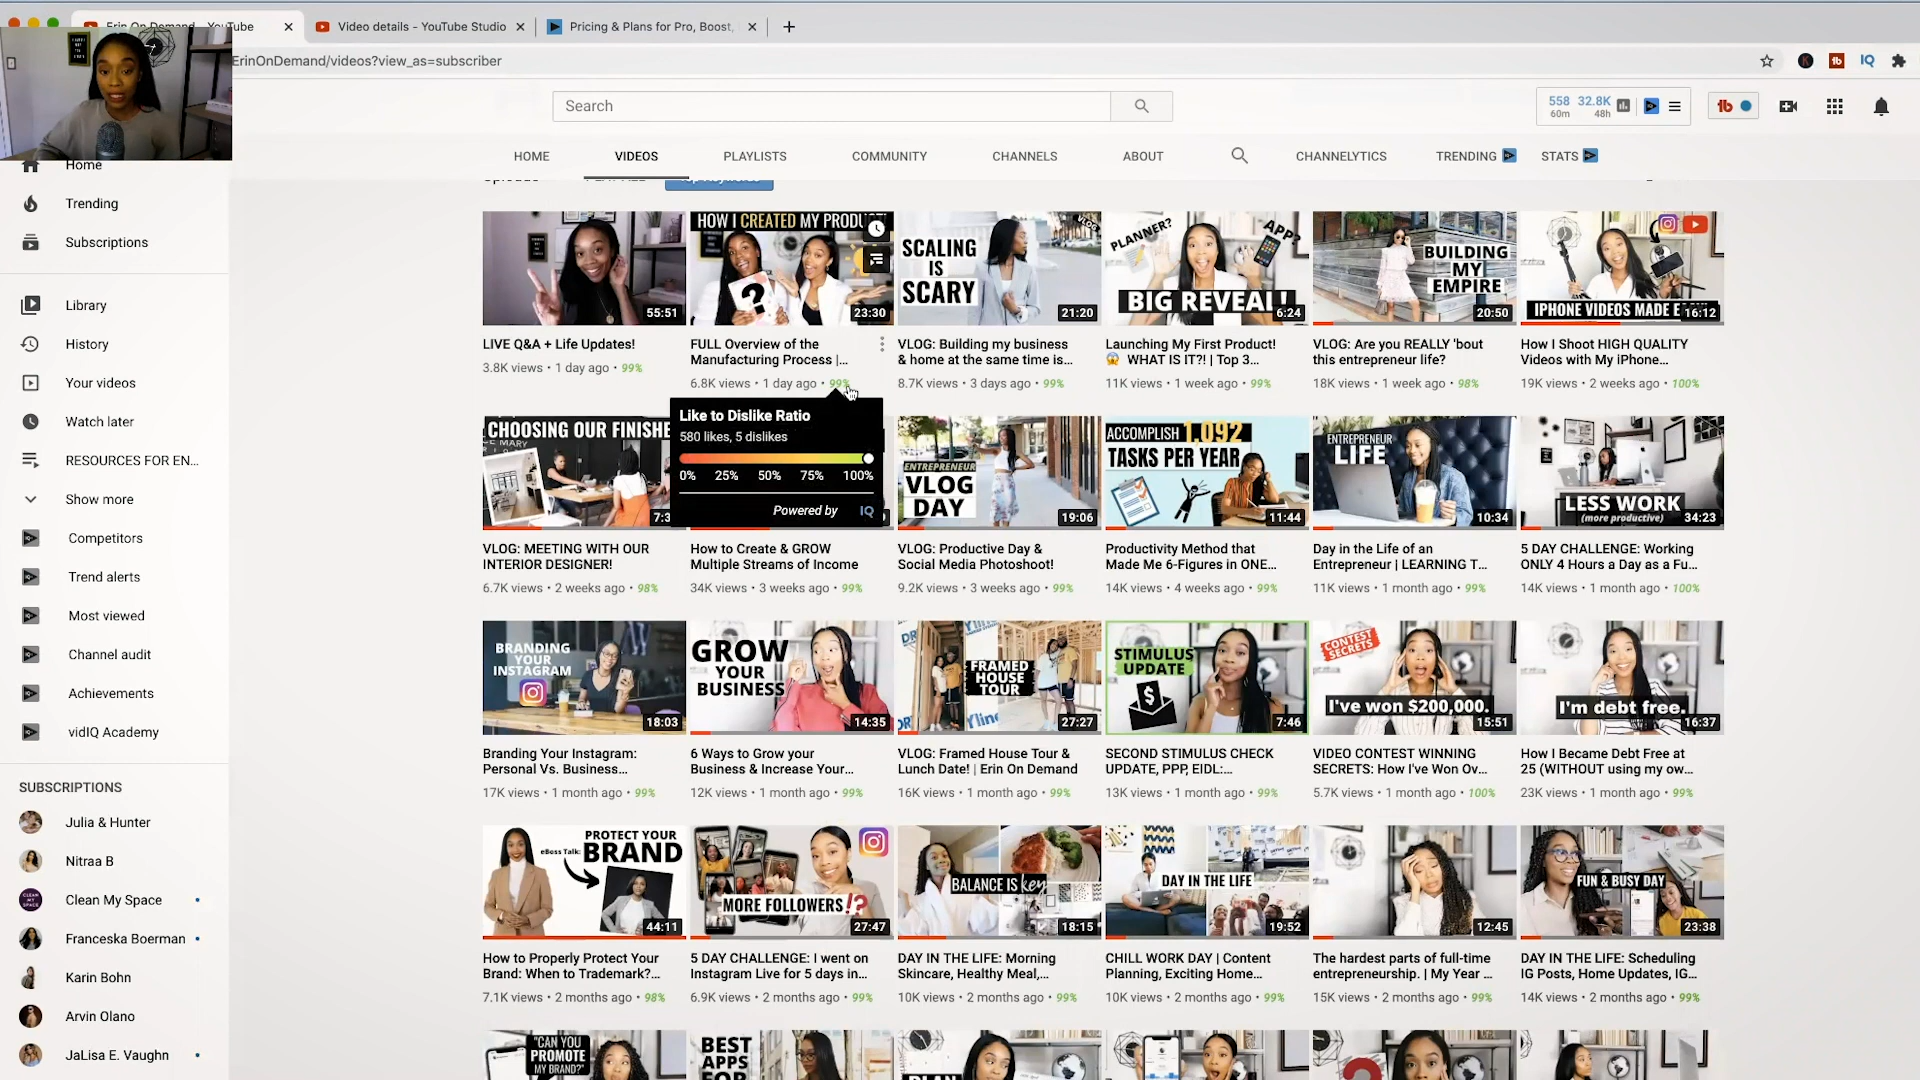 Erin On Demand - YouTube
Video details - YouTube Studio
Pricing & Plans for Pro, Boost,
ErinOnDemand/videos?view_as=subscriber
Search
558 32.8K
60m 48h
HOME
VIDEOS
PLAYLISTS
COMMUNITY
CHANNELS
ABOUT
CHANNELYTICS
TRENDING
STATS
Home
Trending
Subscriptions
Library
History
Your videos
Watch later
RESOURCES FOR EN...
Show more
Competitors
Trend alerts
Most viewed
Channel audit
Achievements
vidIQ Academy
SUBSCRIPTIONS
Julia & Hunter
Nitraa B
Clean My Space
Franceska Boerman
Karin Bohn
Arvin Olano
JaLisa E. Vaughn
55:51
HOW I CREATED MY PRODUCT
?
23:30
VLOG
SCALING
IS
SCARY
21:20
PLANNER?
APP?
BIG REVEAL!
6:24
BUILDING
MY
EMPIRE
20:50
IPHONE VIDEOS MADE E
16:12
LIVE Q&A + Life Updates!
3.8K views • 1 day ago • 99%
FULL Overview of the
Manufacturing Process |...
6.8K views • 1 day ago • 99%
VLOG: Building my business
& home at the same time is...
8.7K views • 3 days ago • 99%
Launching My First Product!
😱 WHAT IS IT?! | Top 3...
11K views • 1 week ago • 99%
VLOG: Are you REALLY 'bout
this entrepreneur life?
18K views • 1 week ago • 98%
How I Shoot HIGH QUALITY
Videos with My iPhone...
19K views • 2 weeks ago • 100%
Like to Dislike Ratio
580 likes, 5 dislikes
0% 25% 50% 75% 100%
Powered by IQ
CHOOSING OUR FINISHE
7:3
ENTREPRENEUR
VLOG
DAY
19:06
ACCOMPLISH 1,092
TASKS PER YEAR
11:44
ENTREPRENEUR
LIFE
10:34
LESS WORK
(more productive)
34:23
VLOG: MEETING WITH OUR
INTERIOR DESIGNER!
6.7K views • 2 weeks ago • 98%
How to Create & GROW
Multiple Streams of Income
34K views • 3 weeks ago • 99%
VLOG: Productive Day &
Social Media Photoshoot!
9.2K views • 3 weeks ago • 99%
Productivity Method that
Made Me 6-Figures in ONE...
14K views • 4 weeks ago • 99%
Day in the Life of an
Entrepreneur | LEARNING T...
11K views • 1 month ago • 99%
5 DAY CHALLENGE: Working
ONLY 4 Hours a Day as a Fu...
14K views • 1 month ago • 100%
BRANDING
YOUR
INSTAGRAM
18:03
GROW
YOUR
BUSINESS
14:35
FRAMED
HOUSE
TOUR
27:27
STIMULUS
UPDATE
$
7:46
CONTEST
SECRETS
I've won $200,000.
15:51
I'm debt free.
16:37
Branding Your Instagram:
Personal Vs. Business...
17K views • 1 month ago • 99%
6 Ways to Grow your
Business & Increase Your...
12K views • 1 month ago • 99%
VLOG: Framed House Tour &
Lunch Date! | Erin On Demand
16K views • 1 month ago • 99%
SECOND STIMULUS CHECK
UPDATE, PPP, EIDL:...
13K views • 1 month ago • 99%
VIDEO CONTEST WINNING
SECRETS: How I've Won Ov...
5.7K views • 1 month ago • 100%
How I Became Debt Free at
25 (WITHOUT using my ow...
23K views • 1 month ago • 99%
eBoss Talk:
PROTECT YOUR
BRAND
44:11
MORE FOLLOWERS!?
27:47
BALANCE IS key
18:15
DAY IN THE LIFE
19:52
12:45
FUN & BUSY DAY
23:38
How to Properly Protect Your
Brand: When to Trademark?...
7.1K views • 2 months ago • 98%
5 DAY CHALLENGE: I went on
Instagram Live for 5 days in...
6.9K views • 2 months ago • 99%
DAY IN THE LIFE: Morning
Skincare, Healthy Meal,...
10K views • 2 months ago • 99%
CHILL WORK DAY | Content
Planning, Exciting Home...
10K views • 2 months ago • 99%
The hardest parts of full-time
entrepreneurship. | My Year ...
15K views • 2 months ago • 99%
DAY IN THE LIFE: Scheduling
IG Posts, Home Updates, IG...
14K views • 2 months ago • 99%
"CAN YOU
PROMOTE
MY BRAND?"
BEST
APPS
FOR
?